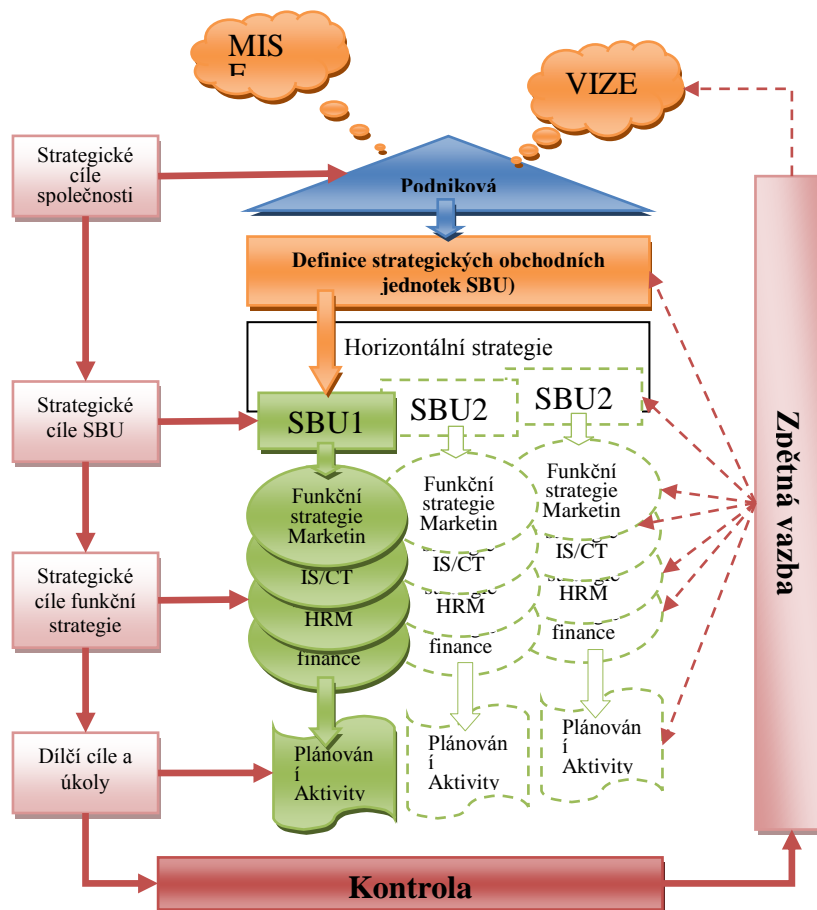 MIS
VIZE
Strategické
cíle
společnosti
Podniková
Definice strategických obchodních
jednotek SBU)
Horizontální strategie
Strategické
cíle SBU
SBU1
SBU2
SBU2
Funkční
strategie
Marketin
IS/CT
HRM
finance
Funkční
strategie
Marketin
IS/CT
HRM
finance
Funkční
strategie
Marketin
IS/CT
HRM
finance
Strategické
cíle funkční
strategie
Dílčí cíle a
úkoly
Plánován
í
Aktivity
Plánován
í
Aktivity
Plánován
í
Aktivity
Zpětná vazba
Kontrola